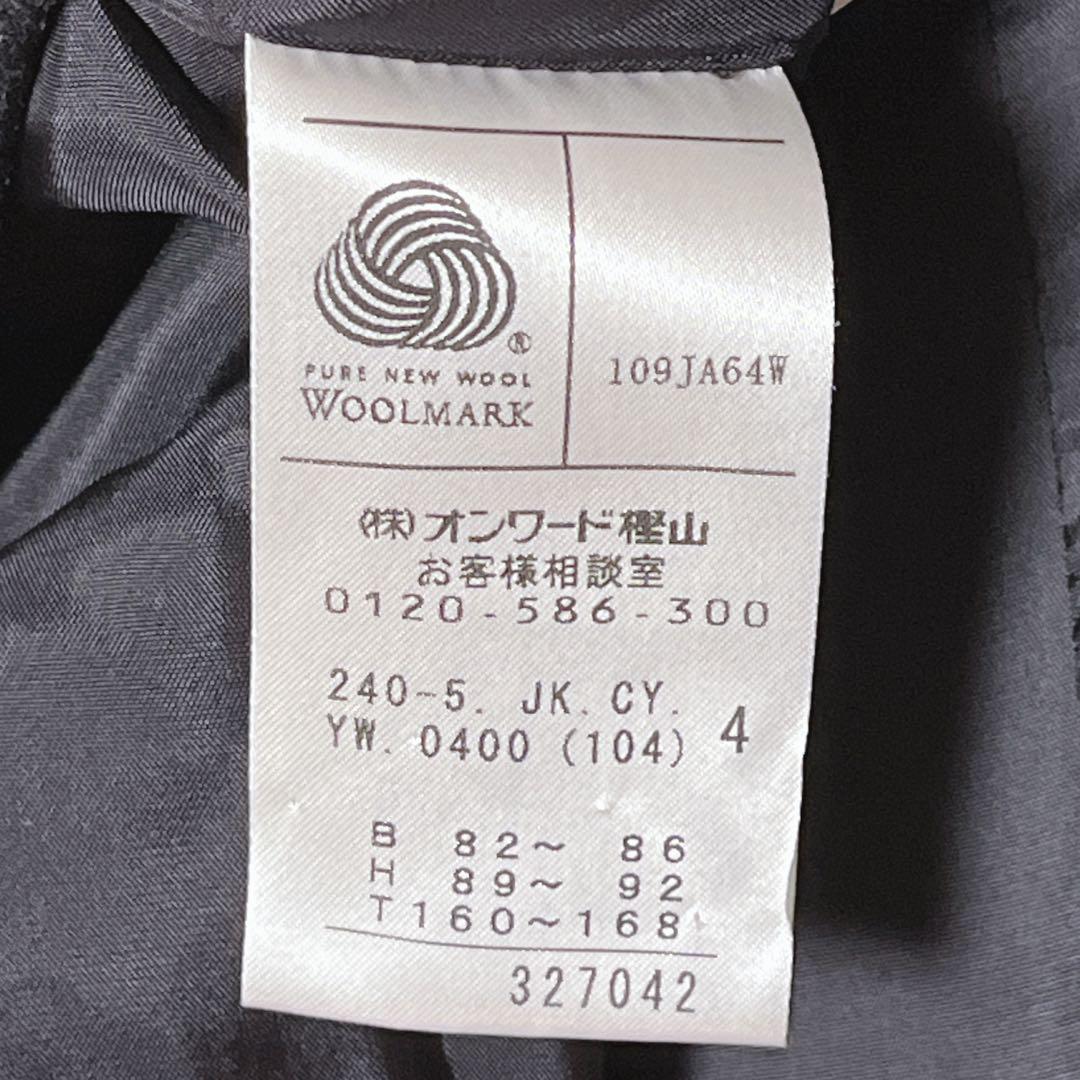 ®
PURE NEW WOOL
WOOLMARK
109JA64W
(株)オンワード樫山
お客様相談室
0120-586-300
240-5. JK. CY.
YW. 0400 (104) 4
B 82~ 86
H 89~ 92
T160~168
327042